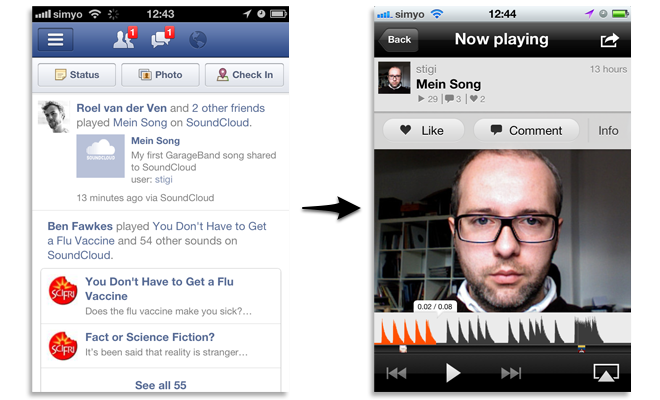 simyo 12:43
1 1
Status Photo Check In
Roel van der Ven and 2 other friends
played Mein Song on SoundCloud.
Mein Song
My first GarageBand song shared
to SoundCloud
user: stigi
SOUNDCLOUD
13 minutes ago via SoundCloud
Ben Fawkes played You Don't Have to Get
a Flu Vaccine and 54 other sounds on
SoundCloud.
You Don't Have to Get a Flu
Vaccine
Does the flu vaccine make you sick?…
SCIFRI
Fact or Science Fiction?
It's been said that reality is stranger…
SCIFRI
See all 55
simyo 12:44
Back Now playing
stigi 13 hours
Mein Song
29 3 2
Like Comment Info
0.02 / 0.08